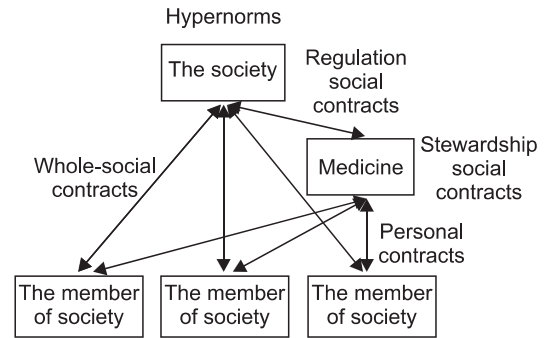 Hypernorms
The society
Regulation
social
contracts
Medicine
Stewardship
social
contracts
Whole-social
contracts
Personal
contracts
The member
of society
The member
of society
The member
of society